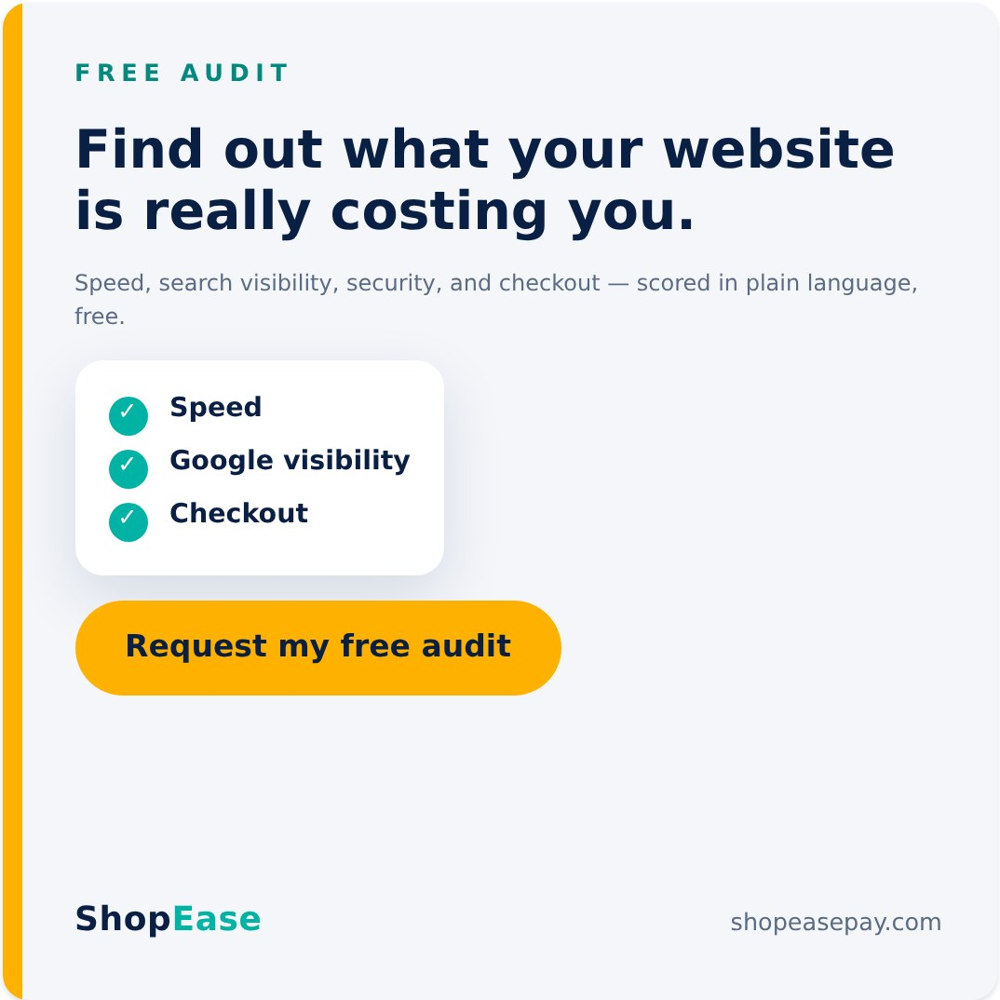 FREE AUDIT
Find out what your website
is really costing you.
Speed, search visibility, security, and checkout — scored in plain language,
free.
✓ Speed
✓ Google visibility
✓ Checkout
Request my free audit
ShopEase
shopeasepay.com